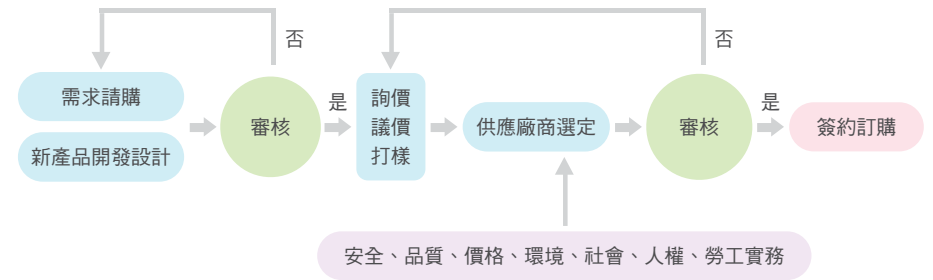 否
否
需求請購
新產品開發設計
審核
是
詢價
議價
打樣
供應廠商選定
審核
是
簽約訂購
安全、品質、價格、環境、社會、人權、勞工實務